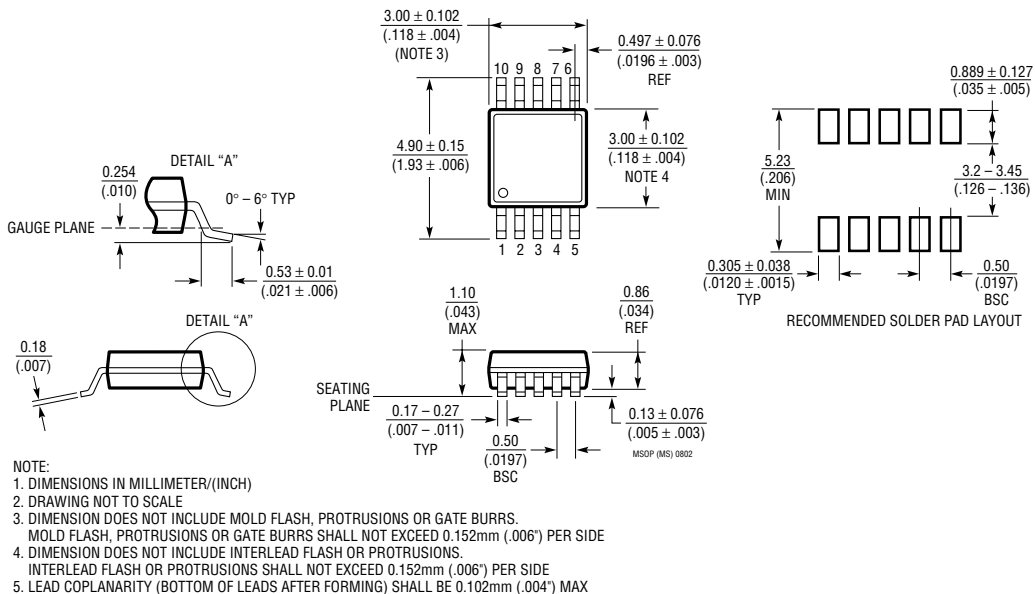 3.00 ± 0.102
(.118 ± .004)
(NOTE 3)
0.497 ± 0.076
(.0196 ± .003)
REF
10 9 8 7 6
4.90 ± 0.15
(1.93 ± .006)
3.00 ± 0.102
(.118 ± .004)
NOTE 4
1 2 3 4 5
DETAIL “A”
0.254
(.010)
0° – 6° TYP
GAUGE PLANE
0.53 ± 0.01
(.021 ± .006)
DETAIL “A”
0.18
(.007)
1.10
(.043)
MAX
0.86
(.034)
REF
SEATING
PLANE
0.17 – 0.27
(.007 – .011)
TYP
0.50
(.0197)
BSC
0.13 ± 0.076
(.005 ± .003)
MSOP (MS) 0802
0.889 ± 0.127
(.035 ± .005)
5.23
(.206)
MIN
3.2 – 3.45
(.126 – .136)
0.305 ± 0.038
(.0120 ± .0015)
TYP
0.50
(.0197)
BSC
RECOMMENDED SOLDER PAD LAYOUT
NOTE:
1. DIMENSIONS IN MILLIMETER/(INCH)
2. DRAWING NOT TO SCALE
3. DIMENSION DOES NOT INCLUDE MOLD FLASH, PROTRUSIONS OR GATE BURRS.
MOLD FLASH, PROTRUSIONS OR GATE BURRS SHALL NOT EXCEED 0.152mm (.006") PER SIDE
4. DIMENSION DOES NOT INCLUDE INTERLEAD FLASH OR PROTRUSIONS.
INTERLEAD FLASH OR PROTRUSIONS SHALL NOT EXCEED 0.152mm (.006") PER SIDE
5. LEAD COPLANARITY (BOTTOM OF LEADS AFTER FORMING) SHALL BE 0.102mm (.004") MAX